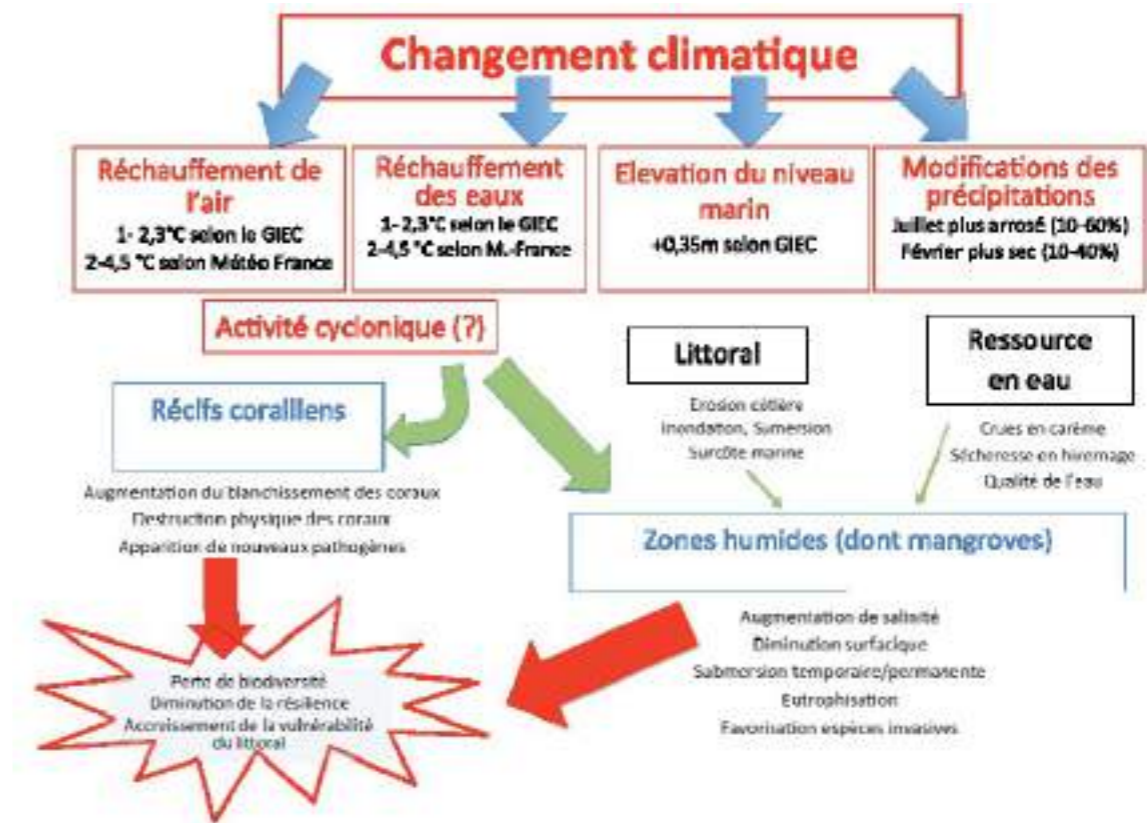 Changement climatique
Réchauffement de
l'air
1- 2,3°C selon le GIEC
2-4,5 °C selon Météo France
Réchauffement
des eaux
1- 2,3°C selon le GIEC
2-4,5 °C selon M.-France
Elevation du niveau
marin
+0,35m selon GIEC
Modifications des
précipitations
Juillet plus arrosé (10-60%)
Février plus sec (10-40%)
Activité cyclonique (?)
Littoral
Erosion côtière
Inondation, Sumersion
Surcôte marine
Ressource
en eau
Crues en carème
Sécheresse en hivernage
Qualité de l'eau
Récifs coralliens
Augmentation du blanchissement des coraux
Destruction physique des coraux
Apparition de nouveaux pathogènes
Zones humides (dont mangroves)
Augmentation de salinité
Diminution surfacique
Submersion temporaire/permanente
Eutrophisation
Favorisation espèces invasives
Perte de biodiversité
Diminution de la résilience
Accroissement de la vulnérabilité
du littoral